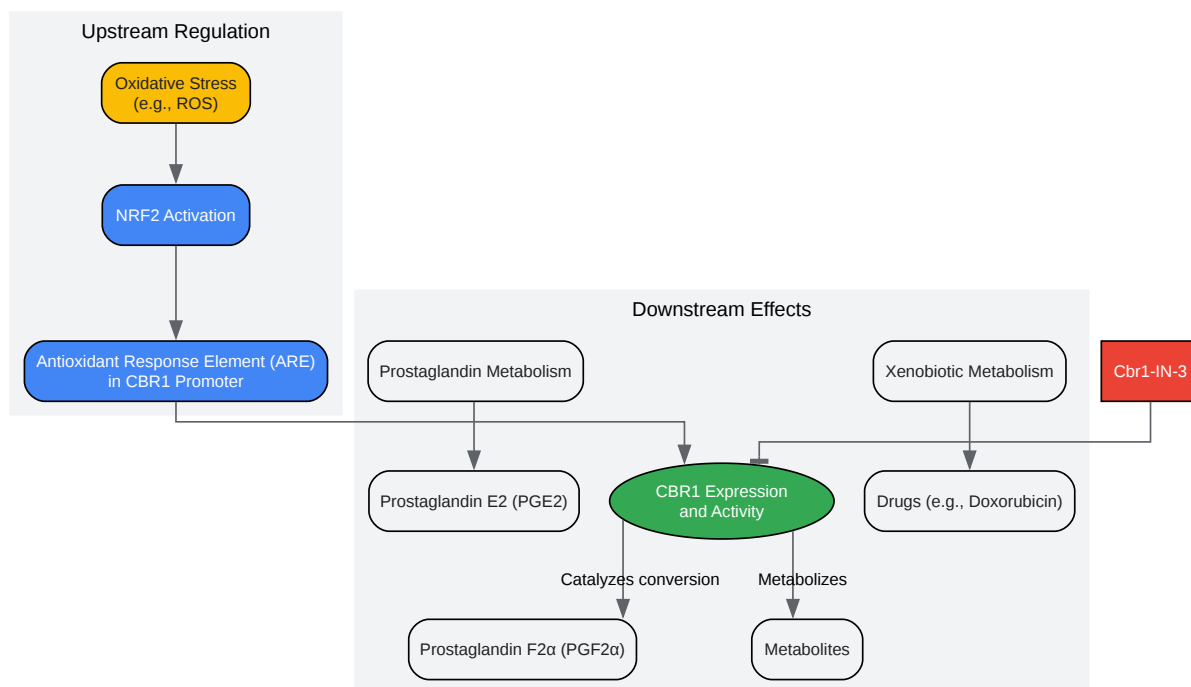 Upstream Regulation
Oxidative Stress
(e.g., ROS)
NRF2 Activation
Antioxidant Response Element (ARE)
in CBR1 Promoter
Downstream Effects
Prostaglandin Metabolism
Xenobiotic Metabolism
Cbr1-IN-3
Prostaglandin E2 (PGE2)
CBR1 Expression
and Activity
Drugs (e.g., Doxorubicin)
Catalyzes conversion
Metabolizes
Prostaglandin F2α (PGF2α)
Metabolites